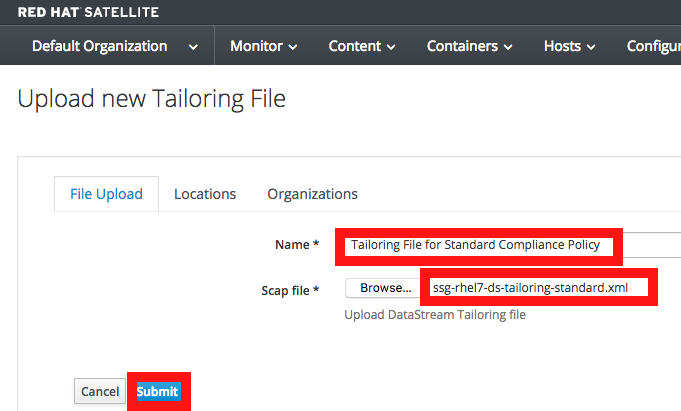 RED HAT SATELLITE
Default Organization Monitor Content Containers Hosts Configur
Upload new Tailoring File
File Upload Locations Organizations
Name * Tailoring File for Standard Compliance Policy
Scap file * Browse... ssg-rhel7-ds-tailoring-standard.xml
Upload DataStream Tailoring file
Cancel Submit